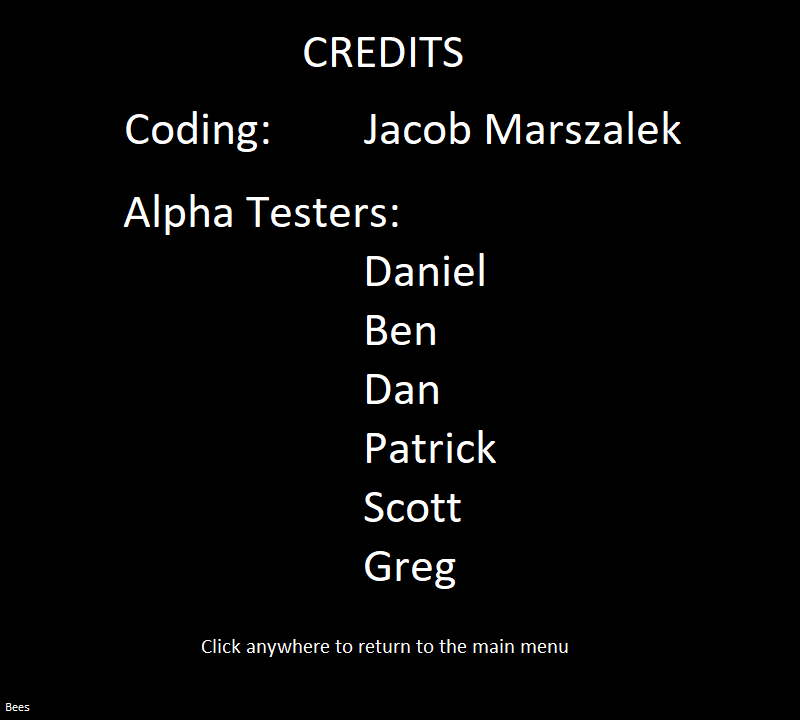 CREDITS
Coding: Jacob Marszalek
Alpha Testers:
Daniel
Ben
Dan
Patrick
Scott
Greg
Click anywhere to return to the main menu
Bees